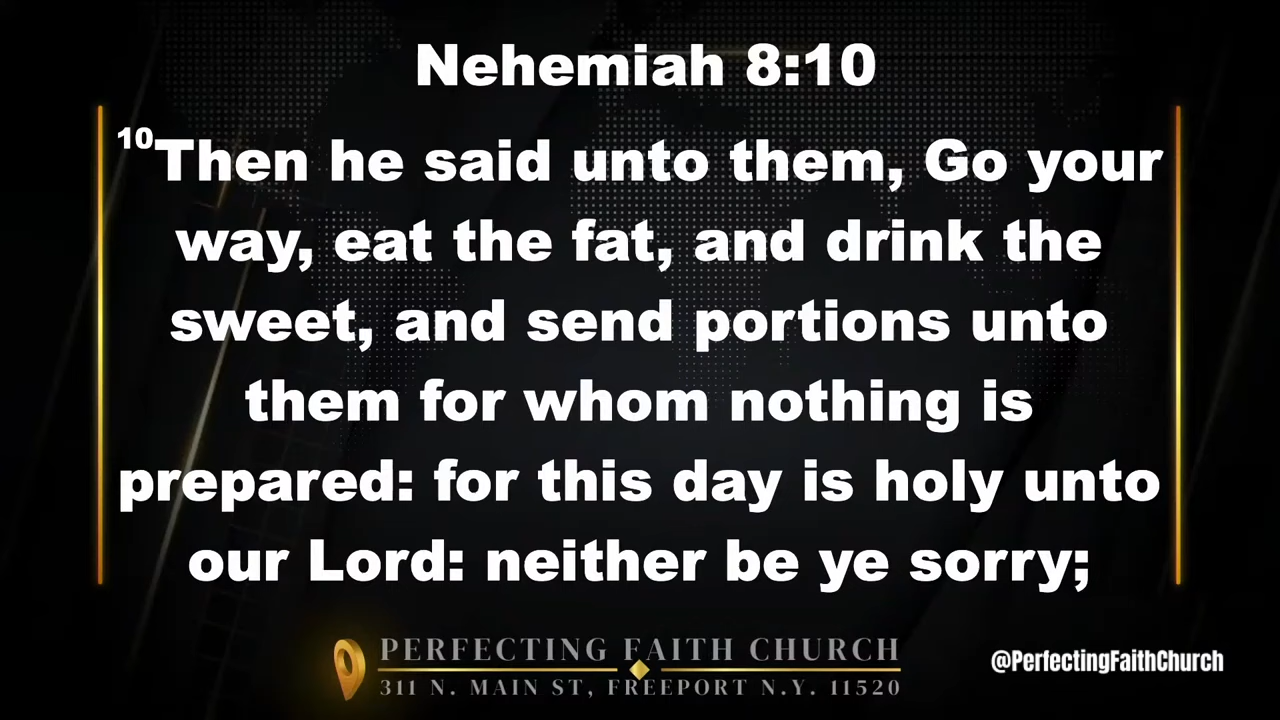 Nehemiah 8:10
10Then he said unto them, Go your
way, eat the fat, and drink the
sweet, and send portions unto
them for whom nothing is
prepared: for this day is holy unto
our Lord: neither be ye sorry;
PERFECTING FAITH CHURCH
311 N. MAIN ST, FREEPORT N.Y. 11520
@PerfectingFaithChurch